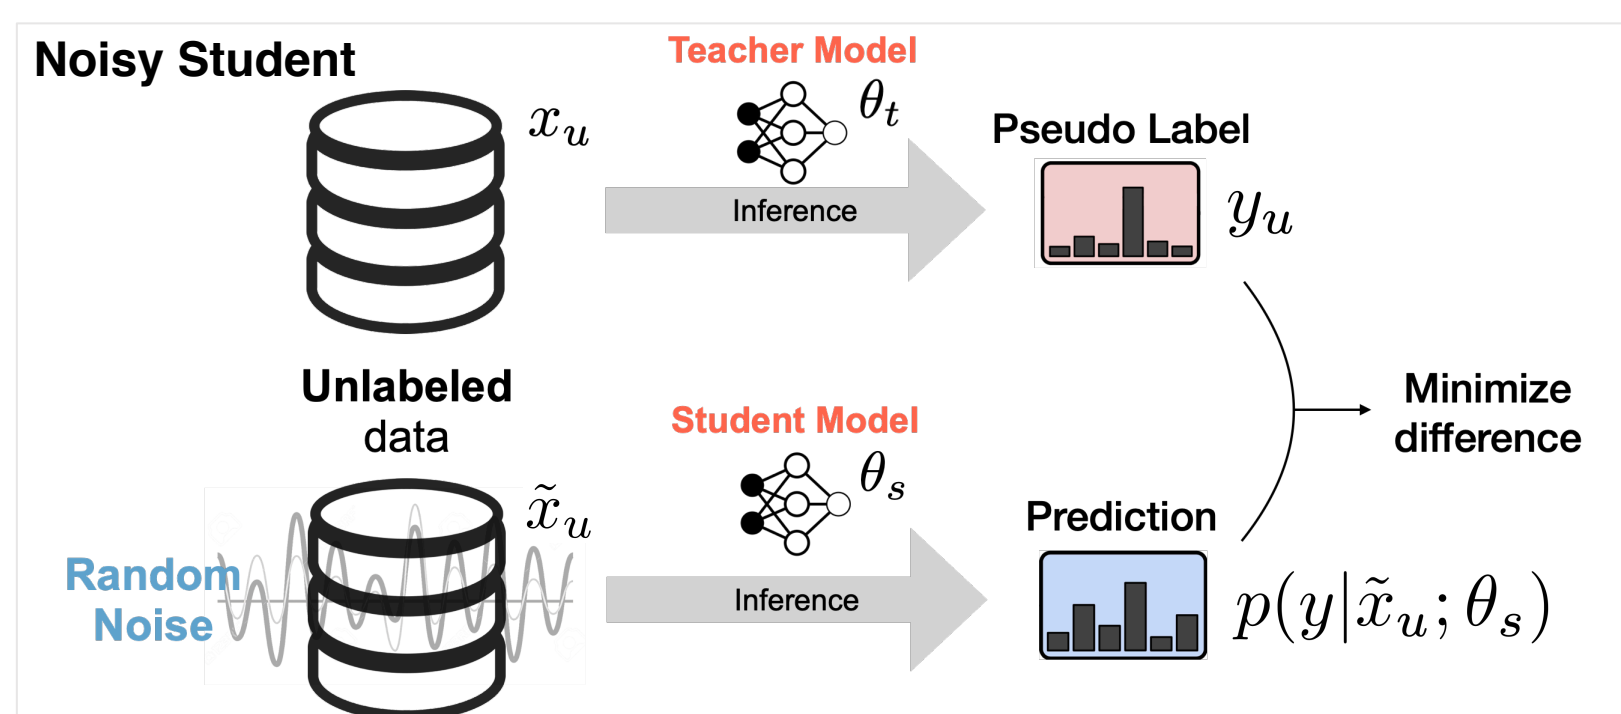 Noisy Student
Teacher Model
x_u
θ_t
Inference
Pseudo Label
y_u
Unlabeled
data
Minimize
difference
Student Model
x̃_u
θ_s
Random
Noise
Inference
Prediction
p(y|x̃_u; θ_s)